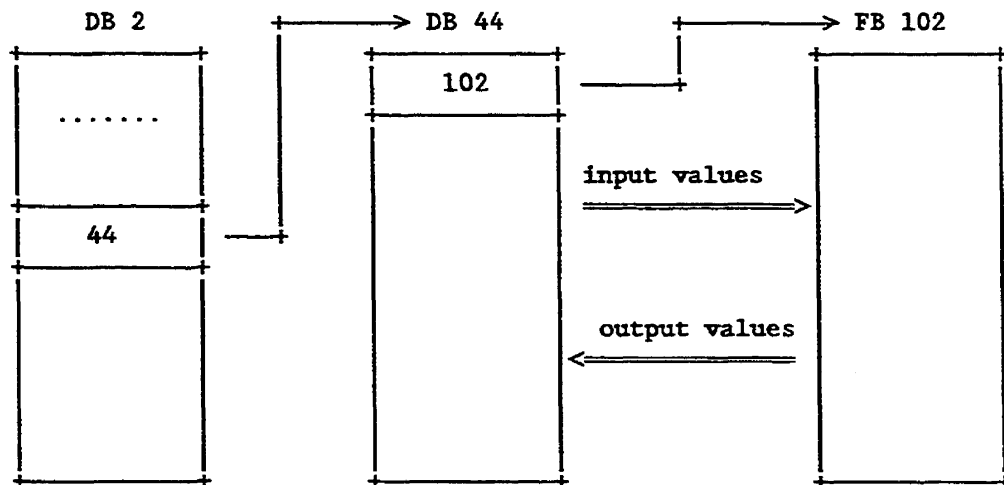 DB 2
DB 44
FB 102
102
.......
input values
44
output values